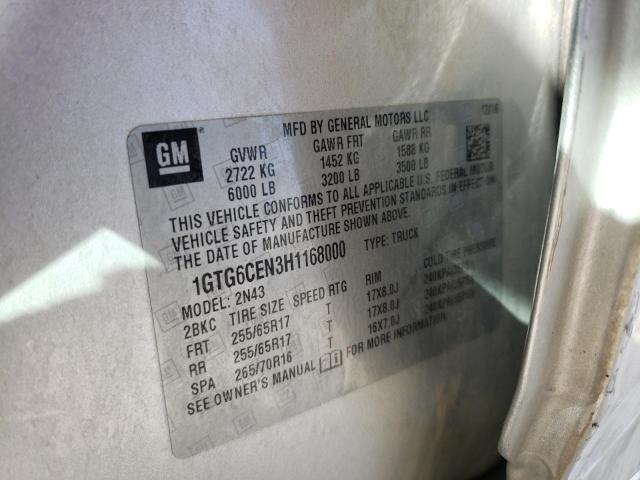 MFD BY GENERAL MOTORS LLC 12/16
GM GVWR GAWR FRT GAWR RR
2722 KG 1452 KG 1588 KG
6000 LB 3200 LB 3500 LB
THIS VEHICLE CONFORMS TO ALL APPLICABLE U.S. FEDERAL MOTOR
VEHICLE SAFETY AND THEFT PREVENTION STANDARDS IN EFFECT ON
THE DATE OF MANUFACTURE SHOWN ABOVE.
1GTG6CEN3H1168000 TYPE: TRUCK
MODEL: 2N43
2BKC TIRE SIZE SPEED RTG RIM COLD TIRE PRESSURE
FRT 255/65R17 T 17X8.0J
RR 255/65R17 T 17X8.0J
SPA 265/70R16 T 16X7.0J
SEE OWNER'S MANUAL FOR MORE INFORMATION.